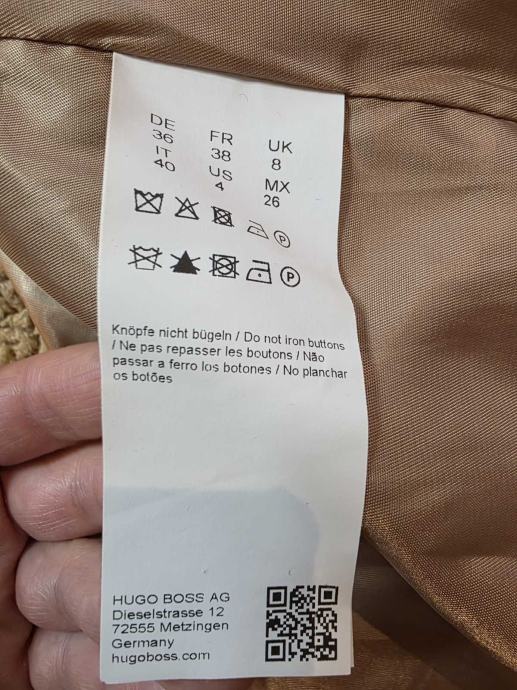 DE FR UK
36 38 8
IT US MX
40 4 26
P
P
Knöpfe nicht bügeln / Do not iron buttons
/ Ne pas repasser les boutons / Não
passar a ferro los botones / No planchar
os botões
HUGO BOSS AG
Dieselstrasse 12
72555 Metzingen
Germany
hugoboss.com